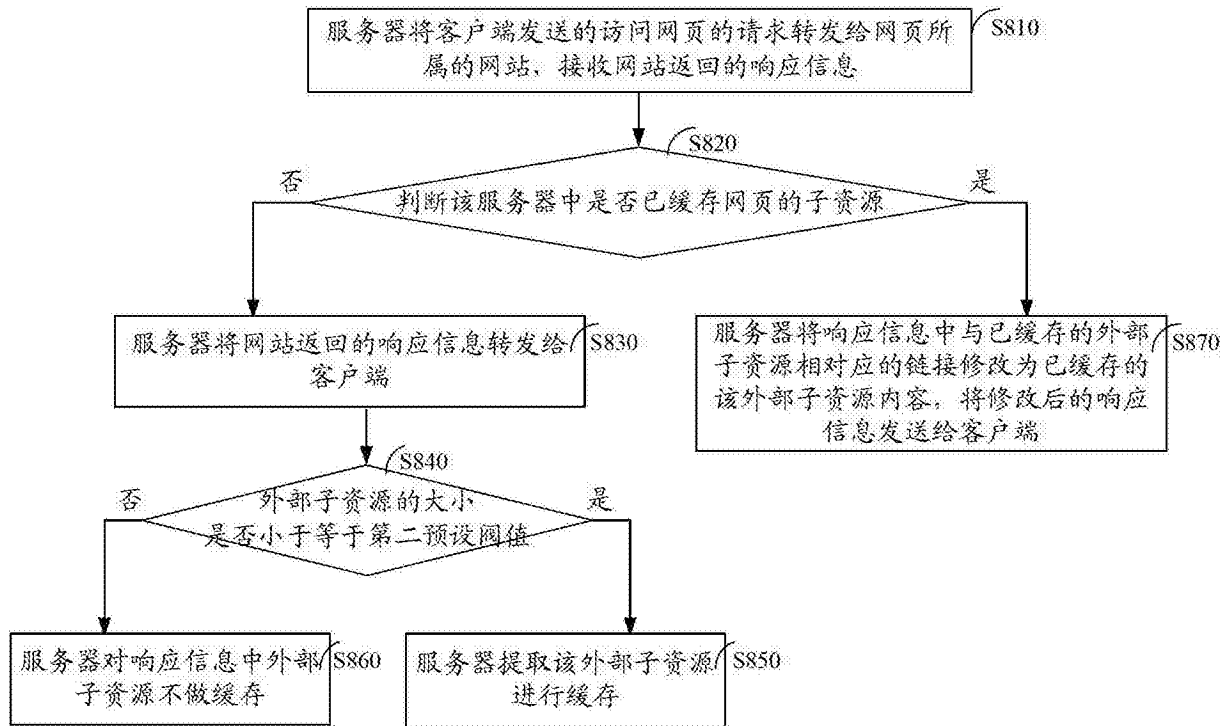 服务器将客户端发送的访问网页的请求转发给网页所
属的网站，接收网站返回的响应信息
S810
S820
否
是
判断该服务器中是否已缓存网页的子资源
服务器将网站返回的响应信息转发给
客户端
S830
服务器将响应信息中与已缓存的外部
子资源相对应的链接修改为已缓存的
该外部子资源内容，将修改后的响应
信息发送给客户端
S870
S840
否
是
外部子资源的大小
是否小于等于第二预设阀值
服务器对响应信息中外部
子资源不做缓存
S860
服务器提取该外部子资源
进行缓存
S850